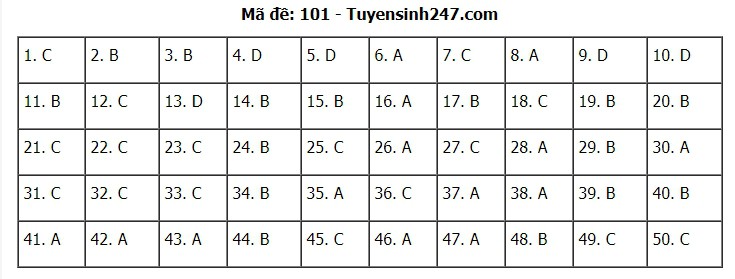 Mã đề: 101 - Tuyensinh247.com
1. C 2. B 3. B 4. D 5. D 6. A 7. C 8. A 9. D 10. D
11. B 12. C 13. D 14. B 15. B 16. A 17. B 18. C 19. B 20. B
21. C 22. C 23. C 24. B 25. C 26. A 27. C 28. A 29. B 30. A
31. C 32. C 33. C 34. B 35. A 36. C 37. A 38. A 39. B 40. B
41. A 42. A 43. A 44. B 45. C 46. A 47. A 48. B 49. C 50. C